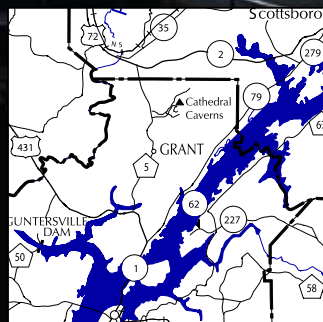 Scottsboro
35
72
2
279
79
Cathedral
Caverns
431
GRANT
5
62
227
GUNTERSVILLE
DAM
50
1
58